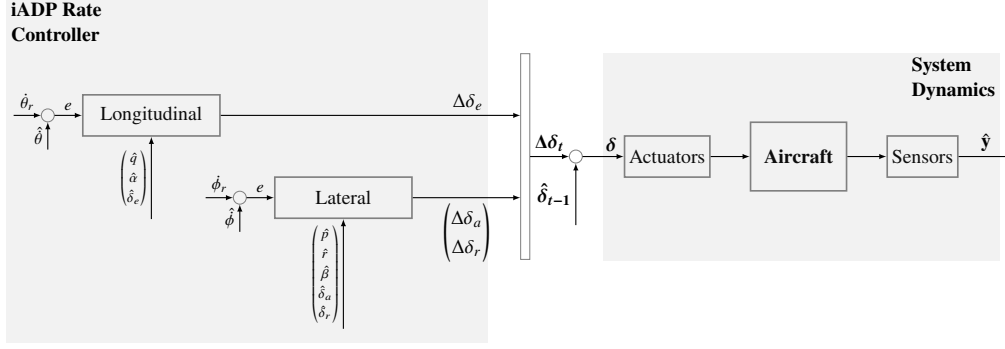 iADP Rate
Controller
System
Dynamics
θ̇_r
e
Longitudinal
Δδ_e
θ̇̂
q̂
α̂
δ̂_e
Δδ_t
δ
Actuators
Aircraft
Sensors
ŷ
δ̂_{t−1}
φ̇_r
e
Lateral
φ̇̂
Δδ_a
Δδ_r
p̂
r̂
β̂
δ̂_a
δ̂_r